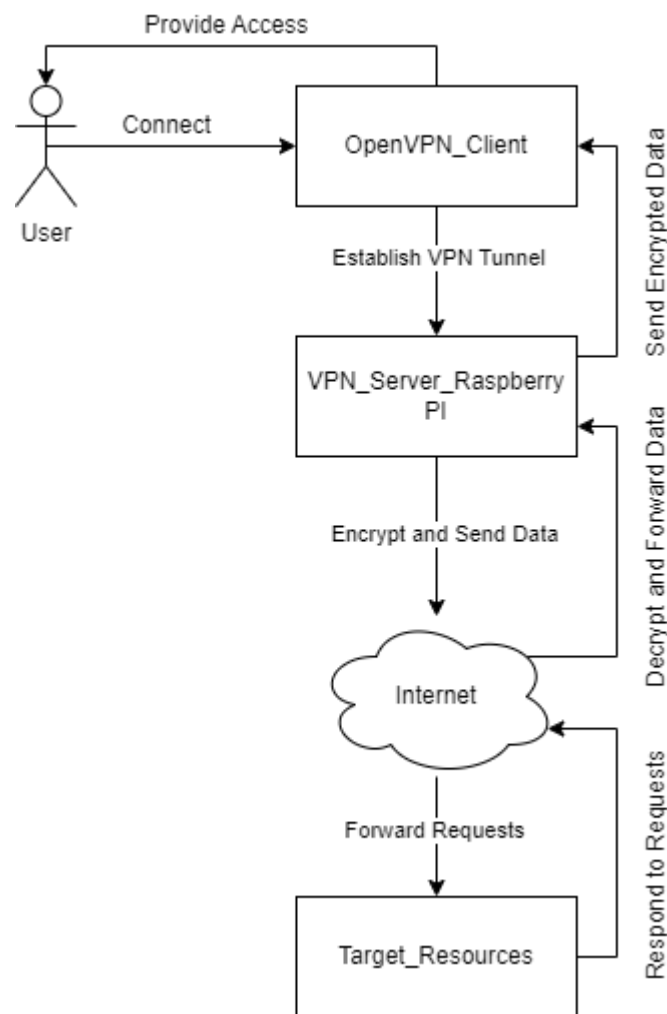 Provide Access
Connect
OpenVPN_Client
User
Establish VPN Tunnel
Send Encrypted Data
VPN_Server_Raspberry
PI
Encrypt and Send Data
Decrypt and Forward Data
Internet
Forward Requests
Respond to Requests
Target_Resources